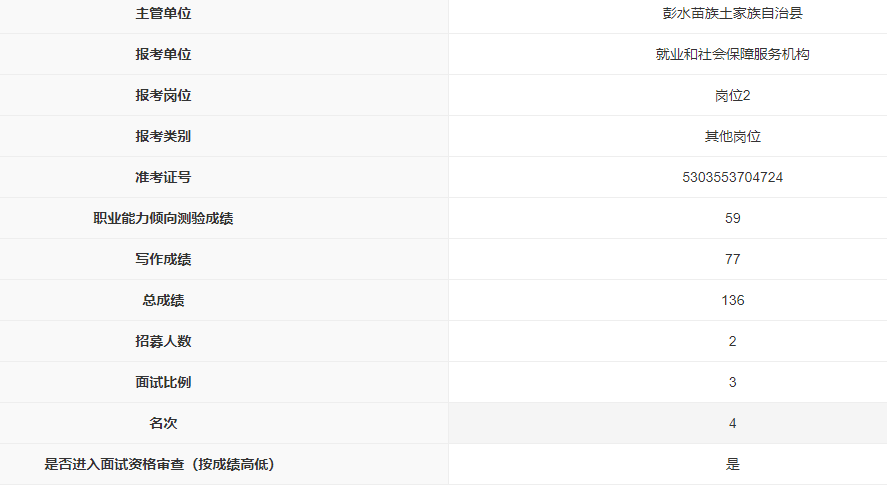 主管单位 彭水苗族土家族自治县
报考单位 就业和社会保障服务机构
报考岗位 岗位2
报考类别 其他岗位
准考证号 5303553704724
职业能力倾向测验成绩 59
写作成绩 77
总成绩 136
招募人数 2
面试比例 3
名次 4
是否进入面试资格审查（按成绩高低） 是